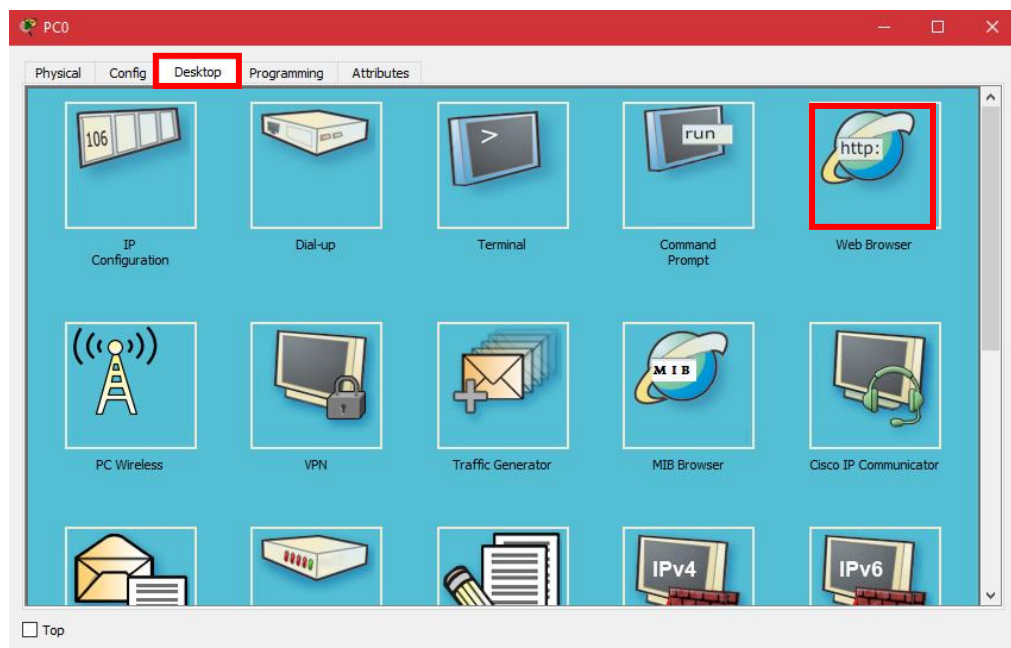 PC0
Physical Config Desktop Programming Attributes
106
>
run
http:
IP
Configuration
Dial-up
Terminal
Command
Prompt
Web Browser
MIB
PC Wireless
VPN
Traffic Generator
MIB Browser
Cisco IP Communicator
IPv4
IPv6
Top